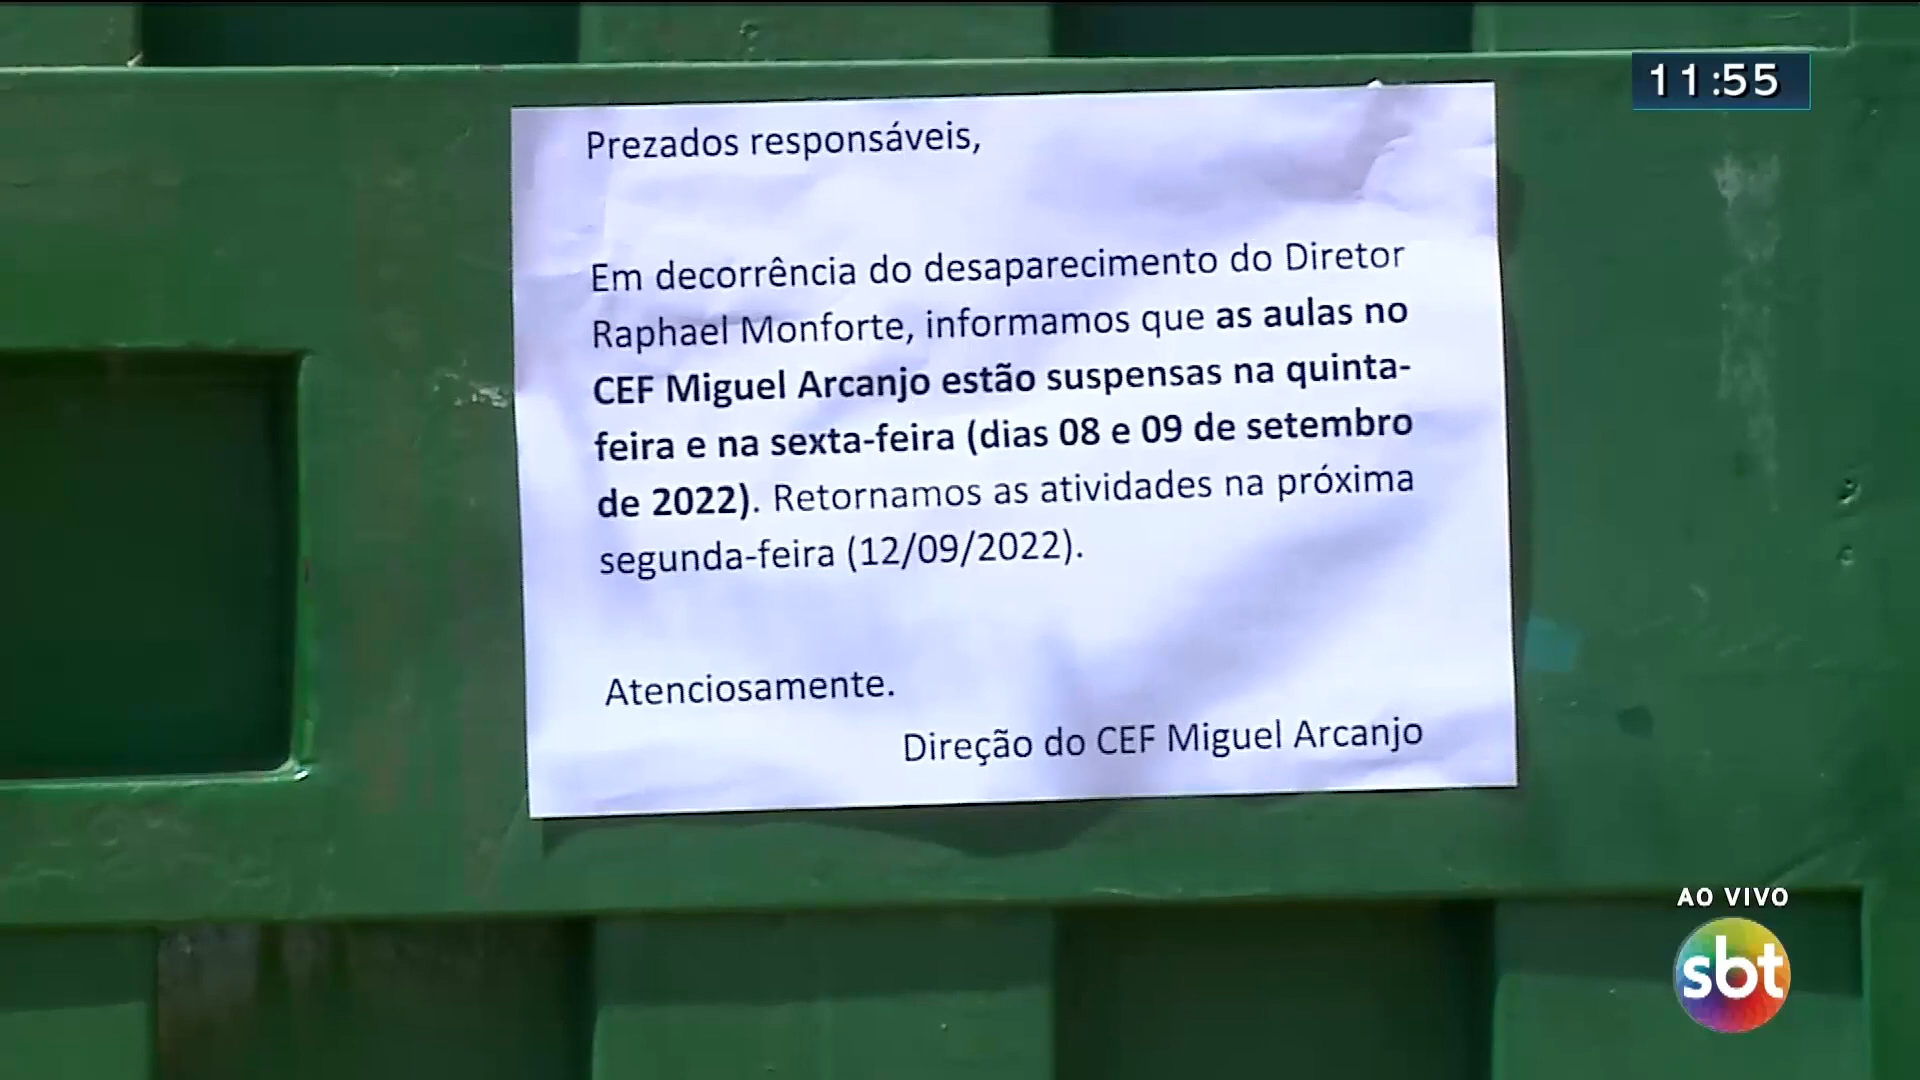 11:55
Prezados responsáveis,
Em decorrência do desaparecimento do Diretor
Raphael Monforte, informamos que as aulas no
CEF Miguel Arcanjo estão suspensas na quinta-
feira e na sexta-feira (dias 08 e 09 de setembro
de 2022). Retornamos as atividades na próxima
segunda-feira (12/09/2022).
Atenciosamente.
Direção do CEF Miguel Arcanjo
AO VIVO
sbt